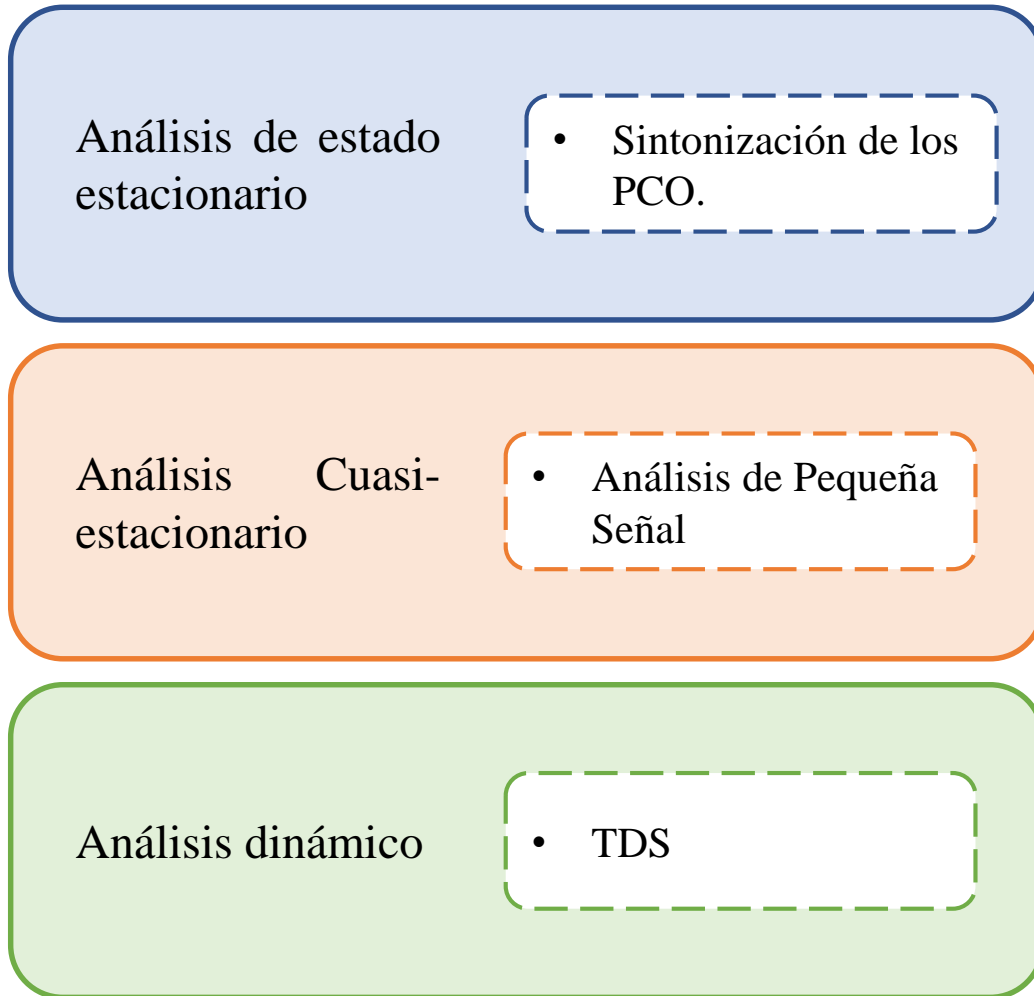 Análisis de estado
estacionario
• Sintonización de los
PCO.
Análisis Cuasi-
estacionario
• Análisis de Pequeña
Señal
Análisis dinámico
• TDS